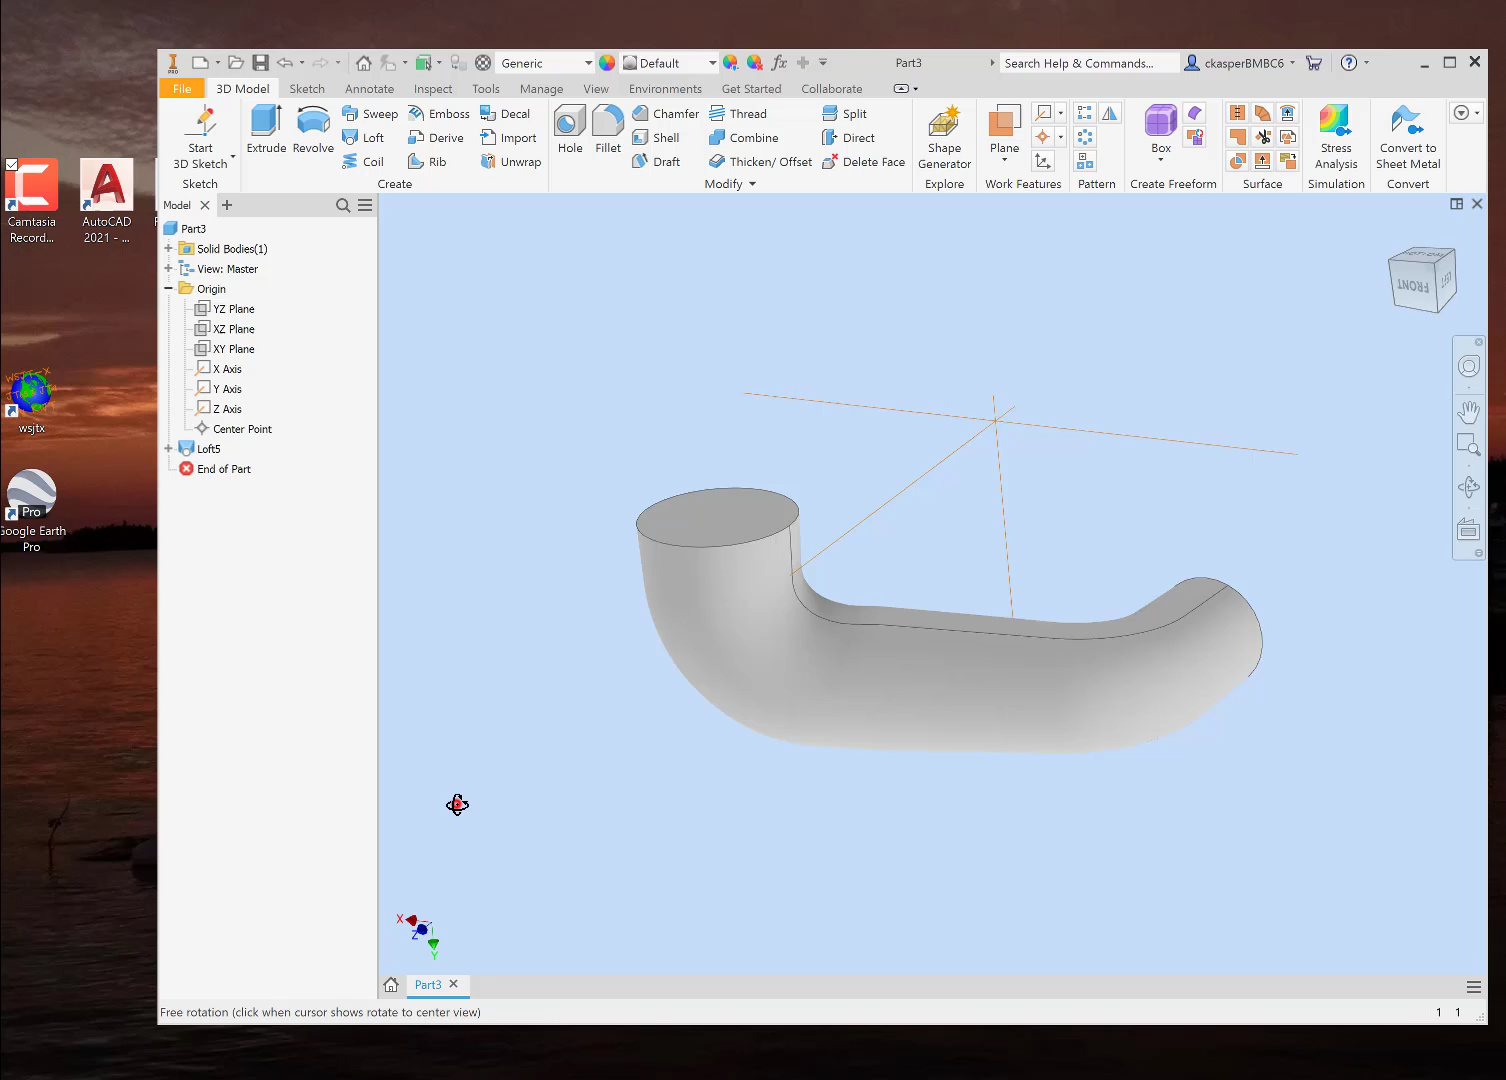 PRO
Generic
Default
fx
Part3
Search Help & Commands...
ckasperBMBC6
File
3D Model
Sketch
Annotate
Inspect
Tools
Manage
View
Environments
Get Started
Collaborate
Start
3D Sketch
Sketch
Extrude
Revolve
Sweep
Loft
Coil
Emboss
Derive
Rib
Decal
Import
Unwrap
Create
Hole
Fillet
Chamfer
Shell
Draft
Thread
Combine
Thicken/ Offset
Split
Direct
Delete Face
Modify
Shape
Generator
Explore
Plane
Work Features
Pattern
Box
Create Freeform
Surface
Stress
Analysis
Simulation
Convert to
Sheet Metal
Convert
Camtasia
Record...
AutoCAD
2021 - ...
wsjtx
Pro
Google Earth
Pro
Model
Part3
Solid Bodies(1)
View: Master
Origin
YZ Plane
XZ Plane
XY Plane
X Axis
Y Axis
Z Axis
Center Point
Loft5
End of Part
FRONT
LEFT
X
Z
Y
Part3
Free rotation (click when cursor shows rotate to center view)
1 1